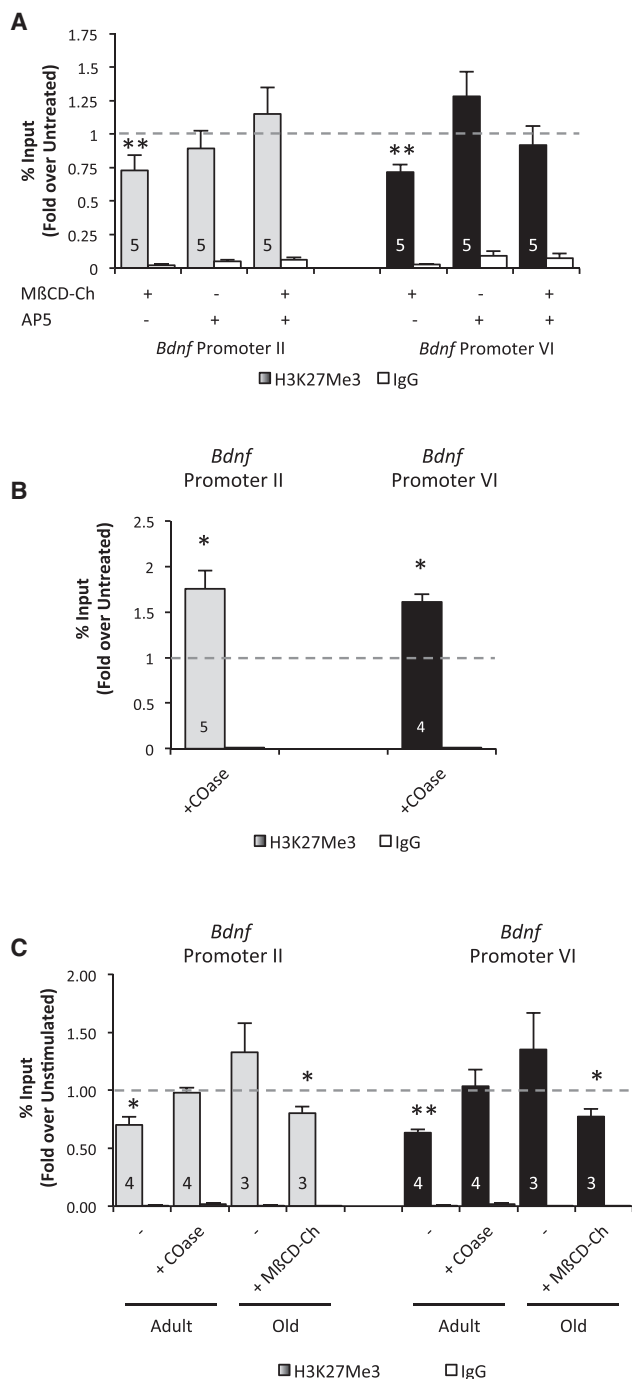 A
% Input
(Fold over Untreated)
1.75
1.5
1.25
1
0.75
0.5
0.25
0
** **
5 5 5 5 5 5
MßCD-Ch + - + + - +
AP5 - + + - + +
Bdnf Promoter II Bdnf Promoter VI
H3K27Me3 IgG
B
Bdnf
Promoter II
Bdnf
Promoter VI
% Input
(Fold over Untreated)
2.5
2
1.5
1
0.5
0
* *
5 4
+COase +COase
H3K27Me3 IgG
C
Bdnf
Promoter II
Bdnf
Promoter VI
% Input
(Fold over Unstimulated)
2.00
1.50
1.00
0.50
0.00
* * ** *
4 4 3 3 4 4 3 3
- + COase - + MßCD-Ch - + COase - + MßCD-Ch
Adult Old Adult Old
H3K27Me3 IgG